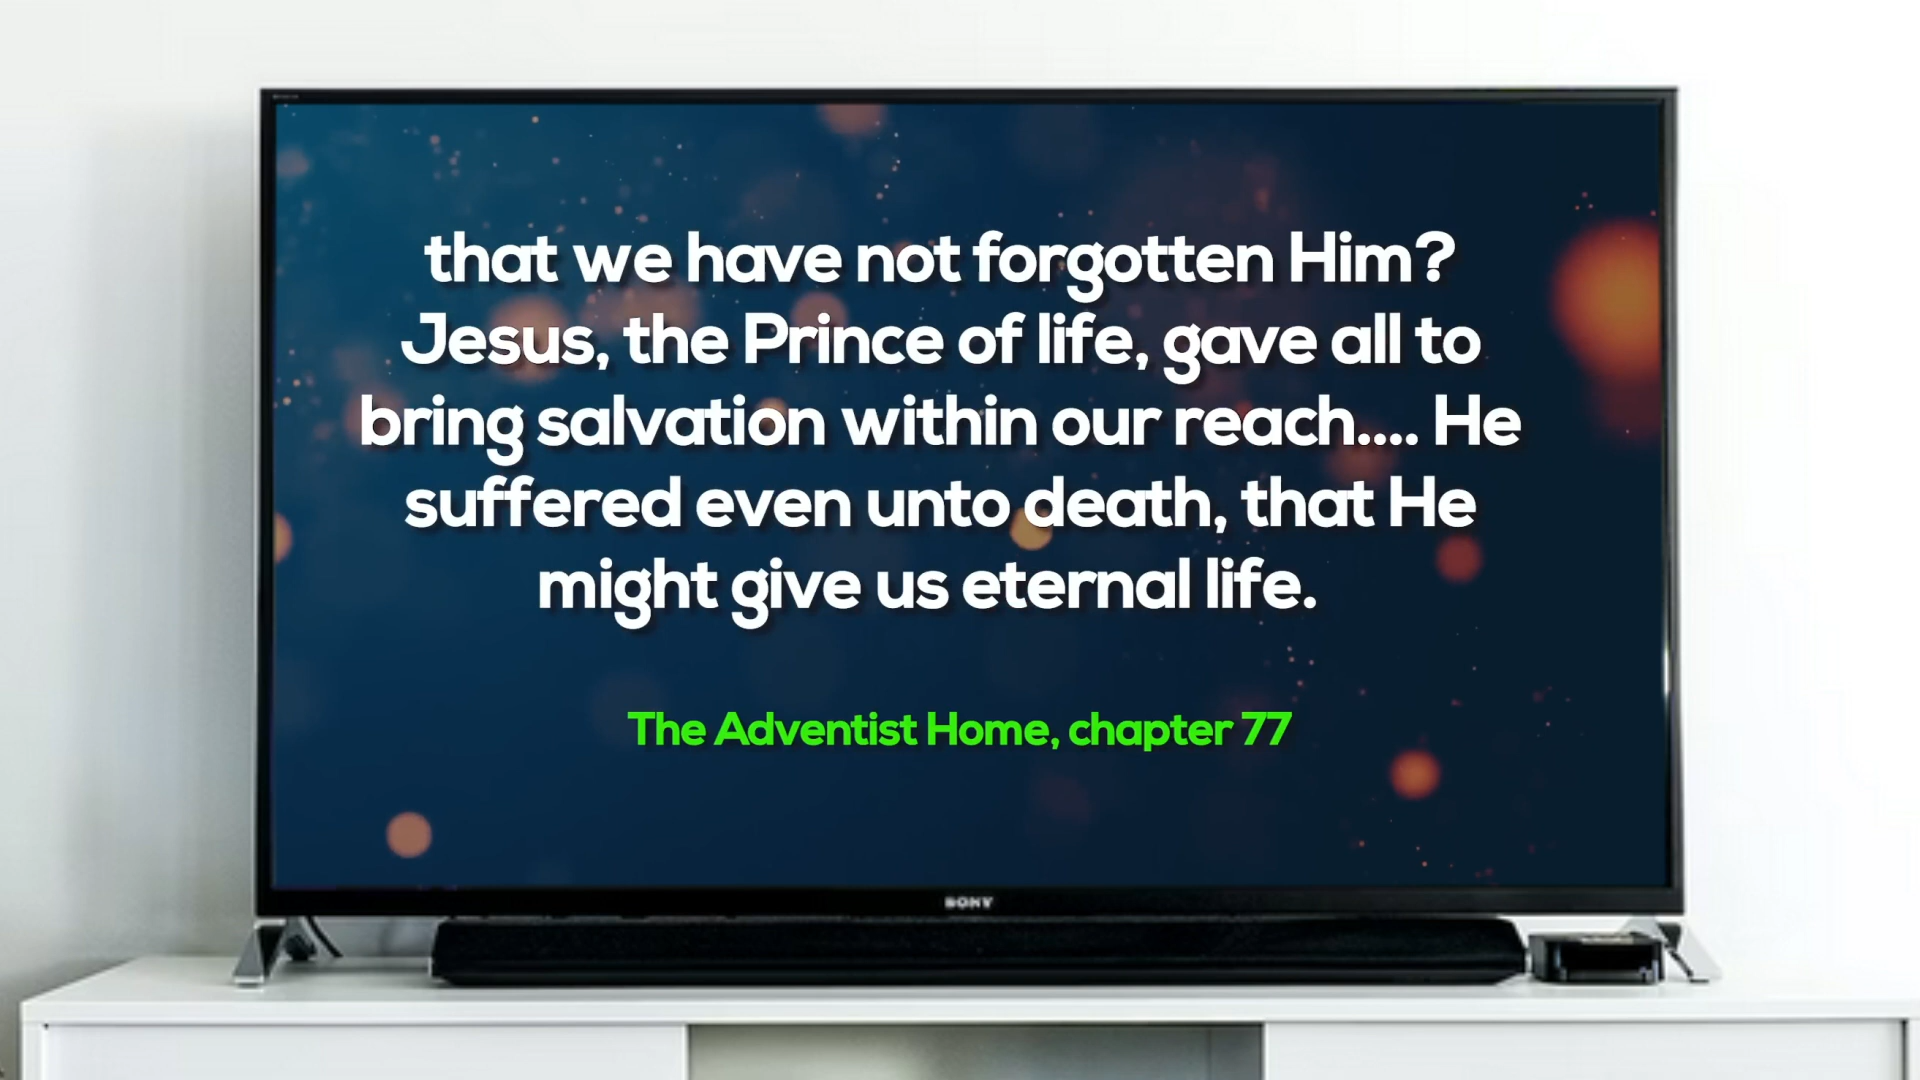 that we have not forgotten Him?
Jesus, the Prince of life, gave all to
bring salvation within our reach.... He
suffered even unto death, that He
might give us eternal life.
The Adventist Home, chapter 77
SONY